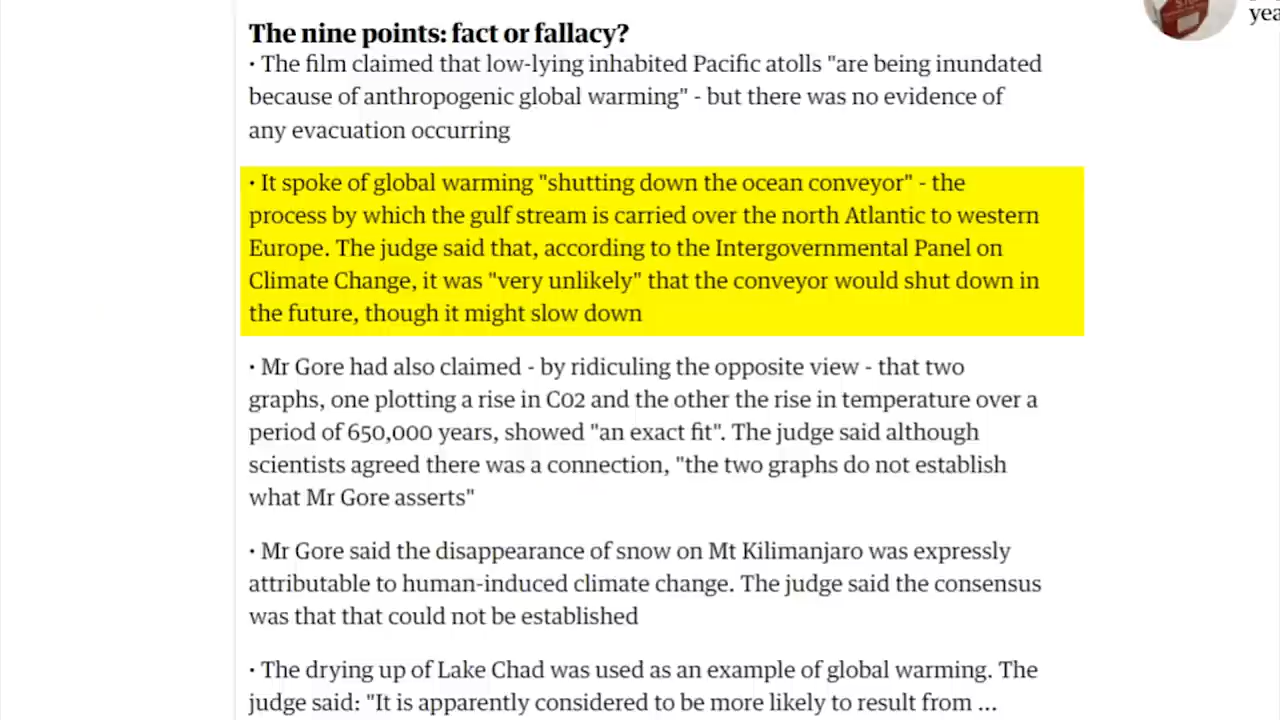 yea
The nine points: fact or fallacy?
· The film claimed that low-lying inhabited Pacific atolls "are being inundated
because of anthropogenic global warming" - but there was no evidence of
any evacuation occurring
· It spoke of global warming "shutting down the ocean conveyor" - the
process by which the gulf stream is carried over the north Atlantic to western
Europe. The judge said that, according to the Intergovernmental Panel on
Climate Change, it was "very unlikely" that the conveyor would shut down in
the future, though it might slow down
· Mr Gore had also claimed - by ridiculing the opposite view - that two
graphs, one plotting a rise in C02 and the other the rise in temperature over a
period of 650,000 years, showed "an exact fit". The judge said although
scientists agreed there was a connection, "the two graphs do not establish
what Mr Gore asserts"
· Mr Gore said the disappearance of snow on Mt Kilimanjaro was expressly
attributable to human-induced climate change. The judge said the consensus
was that that could not be established
· The drying up of Lake Chad was used as an example of global warming. The
judge said: "It is apparently considered to be more likely to result from ...